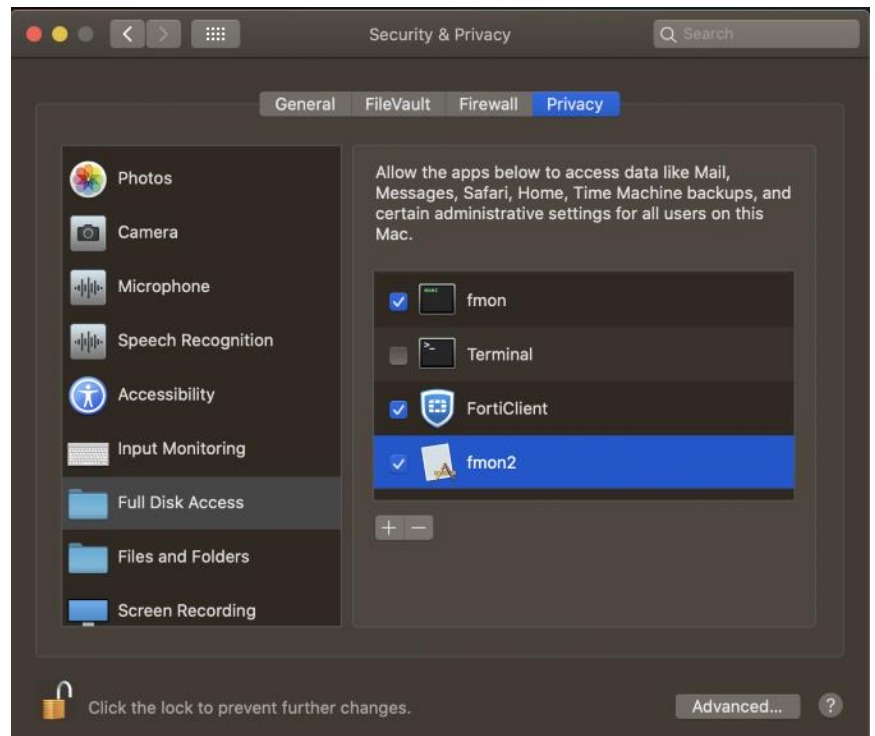 Security & Privacy
Search
General
FileVault
Firewall
Privacy
Photos
Camera
Microphone
Speech Recognition
Accessibility
Input Monitoring
Full Disk Access
Files and Folders
Screen Recording
Allow the apps below to access data like Mail,
Messages, Safari, Home, Time Machine backups, and
certain administrative settings for all users on this
Mac.
fmon
Terminal
FortiClient
fmon2
Click the lock to prevent further changes.
Advanced...
?